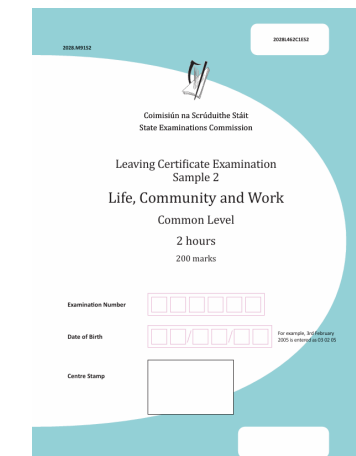 2028L462C1ES2
2028.M91S2
Coimisiún na Scrúduithe Stáit
State Examinations Commission
Leaving Certificate Examination
Sample 2
Life, Community and Work
Common Level
2 hours
200 marks
Examination Number
Date of Birth
/ /
For example, 3rd February
2005 is entered as 03 02 05
Centre Stamp